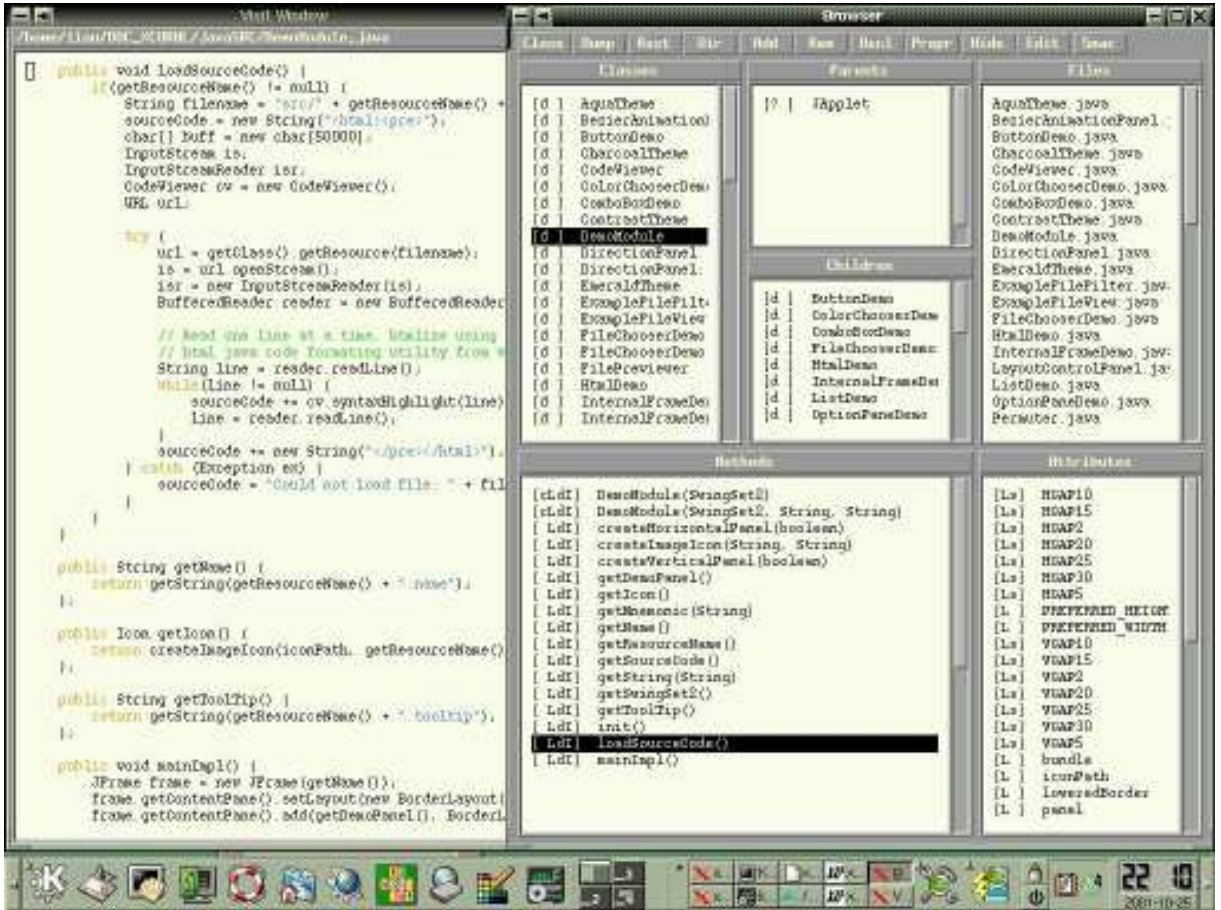 Visit Window
public void loadSourceCode() {
if(getResourceName() != null) {
String filename = "src/" + getResourceName() +
sourceCode = new String("<html><pre>");
char[] buff = new char[50000];
InputStream is;
InputStreamReader isr;
CodeViewer cv = new CodeViewer();
URL url;
try {
url = getClass().getResource(filename);
is = url.openStream();
isr = new InputStreamReader(is);
BufferedReader reader = new BufferedReader
// Read one line at a time, htmlize using
// html java code formating utility from
String line = reader.readLine();
while(line != null) {
sourceCode += cv.syntaxHighlight(line)
line = reader.readLine();
}
sourceCode += new String("</pre></html>");
} catch (Exception ex) {
sourceCode = "Could not load file: " + fil
}
}
}
public String getName() {
return getString(getResourceName() + ".name");
};
public Icon getIcon() {
return createImageIcon(iconPath, getResourceName()
};
public String getToolTip() {
return getString(getResourceName() + ".tooltip");
};
public void mainImpl() {
JFrame frame = new JFrame(getName());
frame.getContentPane().setLayout(new BorderLayout(
frame.getContentPane().add(getDemoPanel(), BorderL
Browser
Hide Edit
Classes
[d ] AquaTheme
[d ] BezierAnimation
[d ] ButtonDemo
[d ] CharcoalTheme
[d ] CodeViewer
[d ] ColorChooserDem
[d ] ComboBoxDemo
[d ] ContrastTheme
[d ] DemoModule
[d ] DirectionPanel
[d ] DirectionPanel.
[d ] EmeraldTheme
[d ] ExampleFileFilt
[d ] ExampleFileView
[d ] FileChooserDemo
[d ] FileChooserDemo
[d ] FilePreviewer
[d ] HtmlDemo
[d ] InternalFrameDe
[d ] InternalFrameDe
Parents
[? ] JApplet
Children
[d ] ButtonDemo
[d ] ColorChooserDemo
[d ] ComboBoxDemo
[d ] FileChooserDemo
[d ] HtmlDemo
[d ] InternalFrameDe
[d ] ListDemo
[d ] OptionPaneDemo
Files
AquaTheme.java
BezierAnimationPanel.
ButtonDemo.java
CharcoalTheme.java
CodeViewer.java
ColorChooserDemo.java
ComboBoxDemo.java
ContrastTheme.java
DemoModule.java
DirectionPanel.java
EmeraldTheme.java
ExampleFileFilter.jav
ExampleFileView.java
FileChooserDemo.java
HtmlDemo.java
InternalFrameDemo.jav
LayoutControlPanel.ja
ListDemo.java
OptionPaneDemo.java
Permuter.java
Methods
[cLdI] DemoModule(SwingSet2)
[cLdI] DemoModule(SwingSet2, String, String)
[ LdI] createHorizontalPanel(boolean)
[ LdI] createImageIcon(String, String)
[ LdI] createVerticalPanel(boolean)
[ LdI] getDemoPanel()
[ LdI] getIcon()
[ LdI] getMnemonic(String)
[ LdI] getName()
[ LdI] getResourceName()
[ LdI] getSourceCode()
[ LdI] getString(String)
[ LdI] getSwingSet2()
[ LdI] getToolTip()
[ LdI] init()
[ LdI] loadSourceCode()
[ LdI] mainImpl()
Attributes
[Ls] HGAP10
[Ls] HGAP15
[Ls] HGAP2
[Ls] HGAP20
[Ls] HGAP25
[Ls] HGAP30
[Ls] HGAP5
[L ] PREFERRED_HEIGHT
[L ] PREFERRED_WIDTH
[Ls] VGAP10
[Ls] VGAP15
[Ls] VGAP2
[Ls] VGAP20
[Ls] VGAP25
[Ls] VGAP30
[Ls] VGAP5
[L ] bundle
[L ] iconPath
[L ] loweredBorder
[L ] panel
22 10
2001-10-25